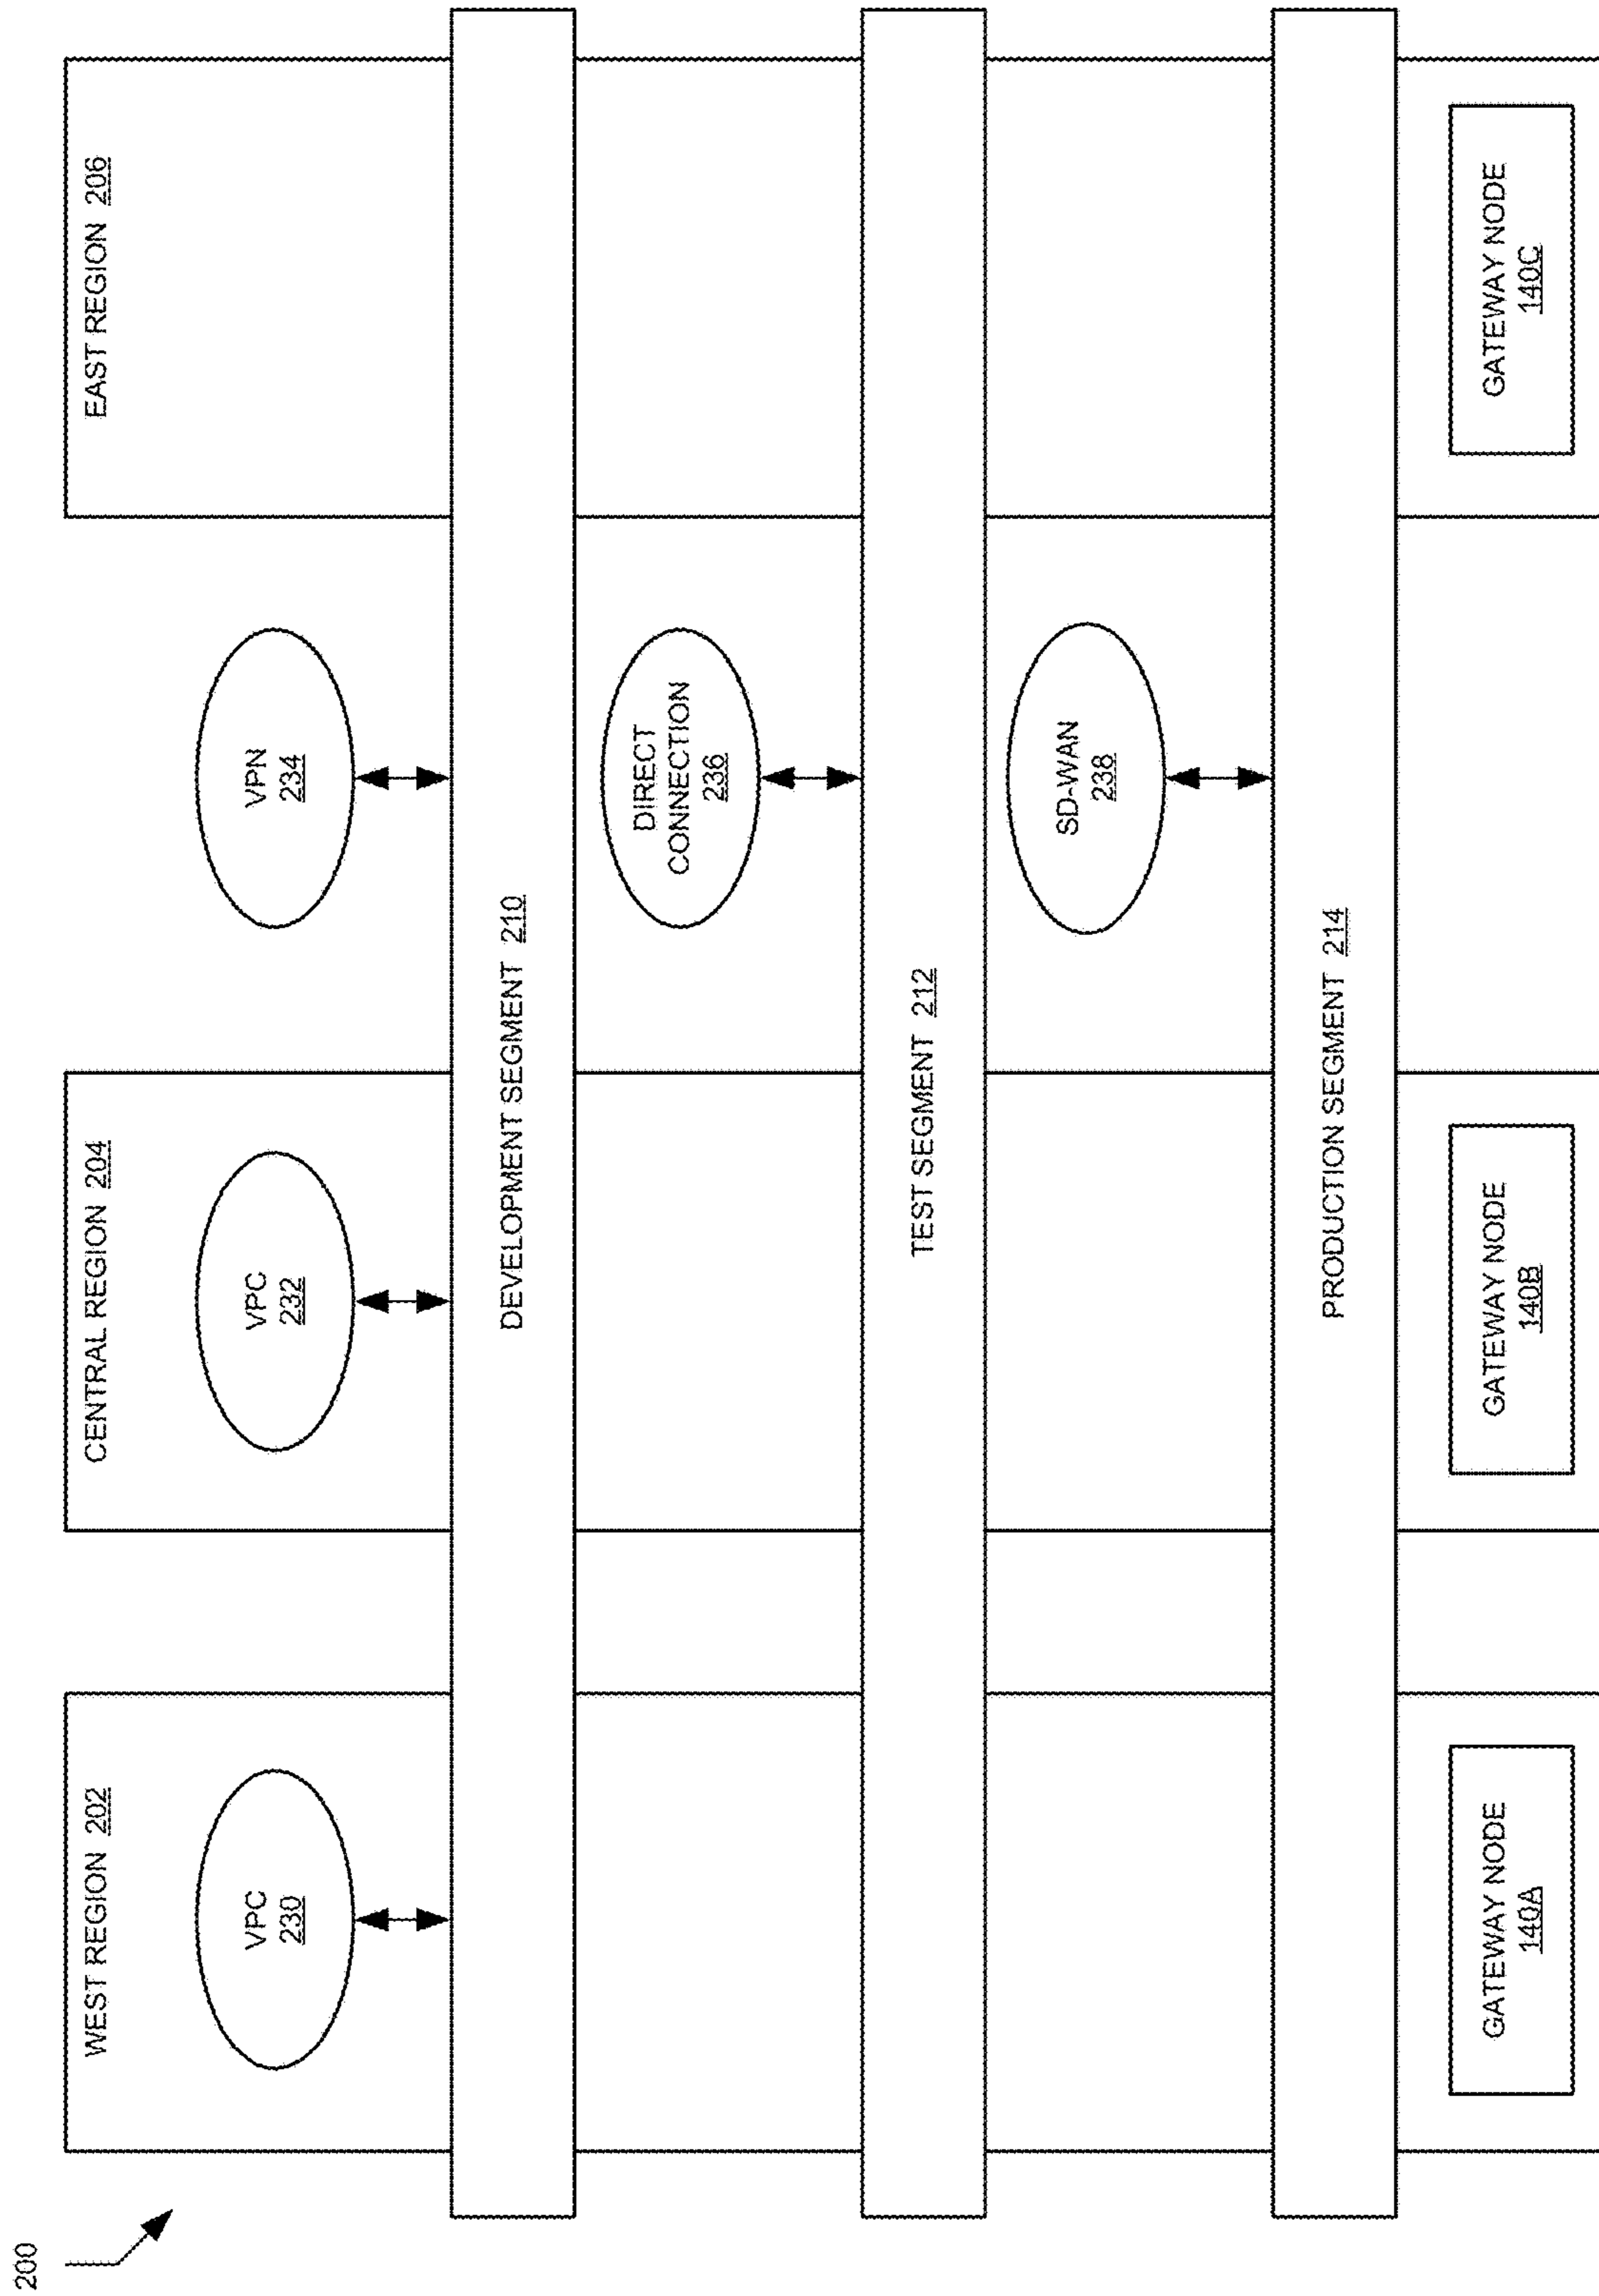 200
WEST REGION 202
CENTRAL REGION 204
EAST REGION 206
VPC
230
VPC
232
VPN
234
DEVELOPMENT SEGMENT 210
DIRECT
CONNECTION
236
TEST SEGMENT 212
SD-WAN
238
PRODUCTION SEGMENT 214
GATEWAY NODE
140A
GATEWAY NODE
140B
GATEWAY NODE
140C